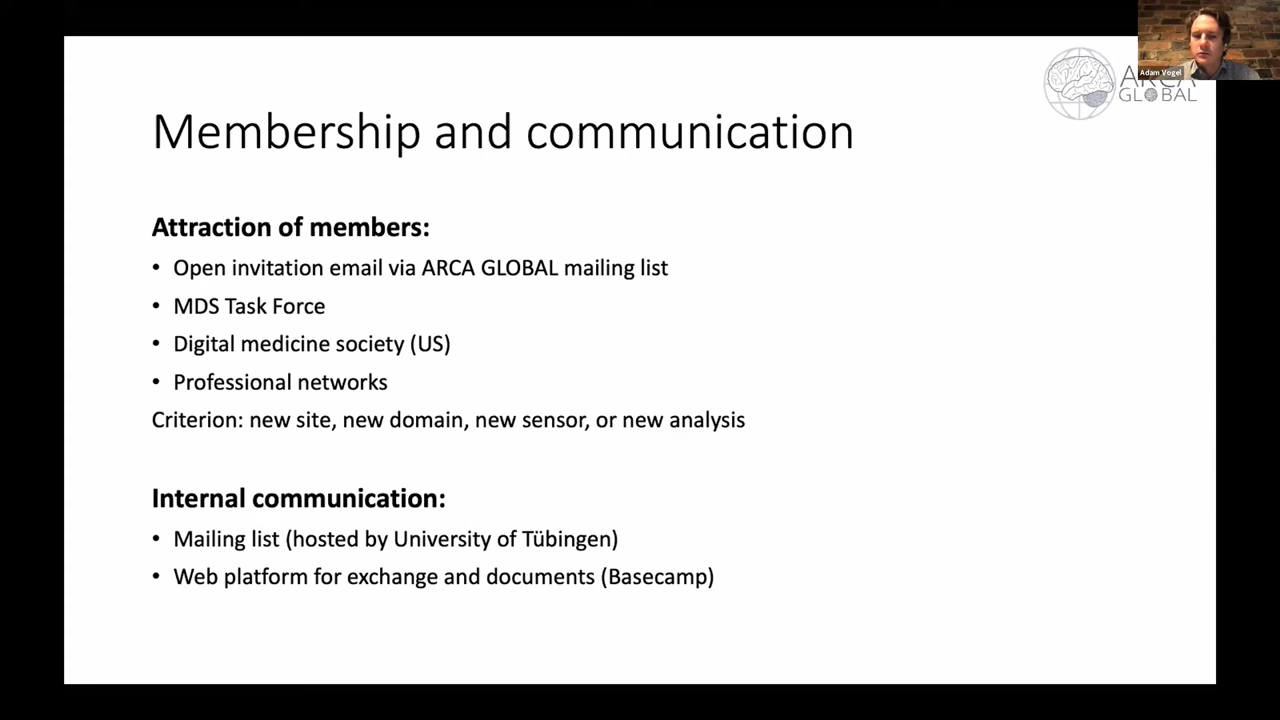 Adam Vogel
ARCA
GLOBAL
Membership and communication
Attraction of members:
• Open invitation email via ARCA GLOBAL mailing list
• MDS Task Force
• Digital medicine society (US)
• Professional networks
Criterion: new site, new domain, new sensor, or new analysis
Internal communication:
• Mailing list (hosted by University of Tübingen)
• Web platform for exchange and documents (Basecamp)